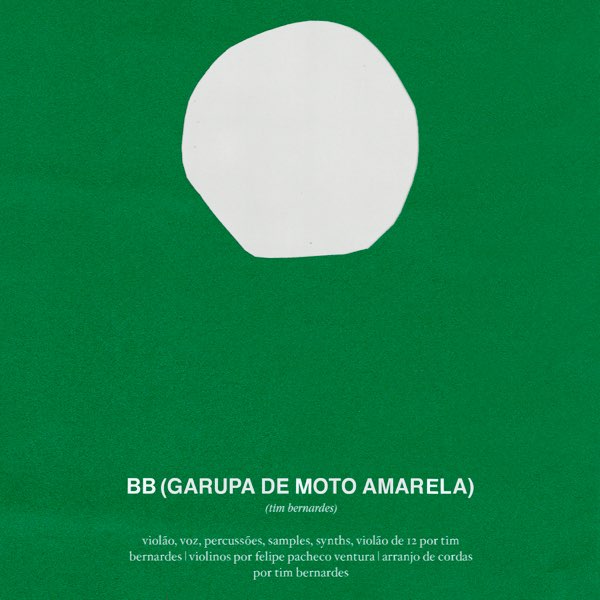 BB (GARUPA DE MOTO AMARELA)
(tim bernardes)
violão, voz, percussões, samples, synths, violão de 12 por tim
bernardes | violinos por felipe pacheco ventura | arranjo de cordas
por tim bernardes